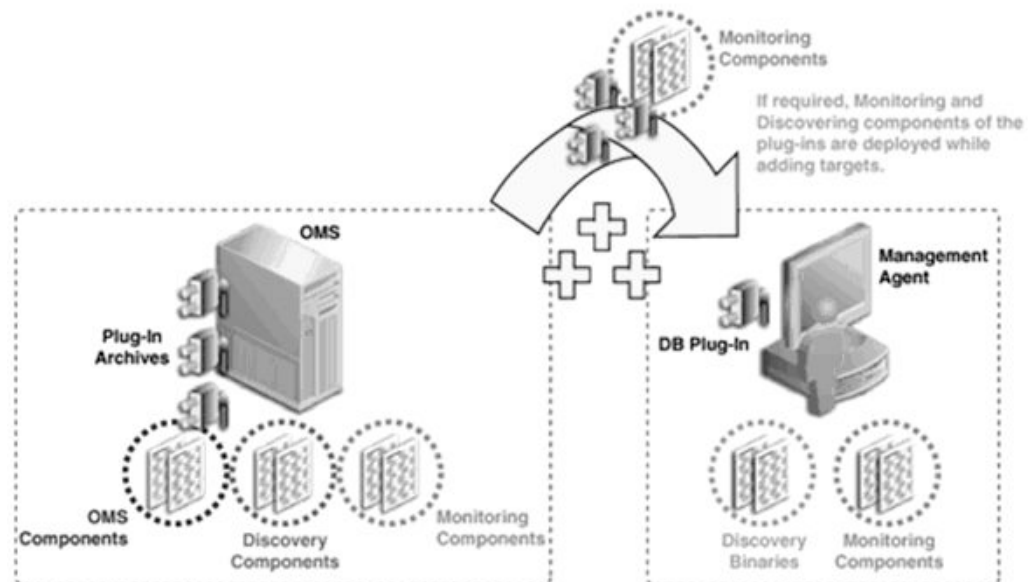 Monitoring
Components
If required, Monitoring and
Discovering components of the
plug-ins are deployed while
adding targets.
OMS
Plug-In
Archives
OMS
Components
Discovery
Components
Monitoring
Components
Management
Agent
DB Plug-In
Discovery
Binaries
Monitoring
Components